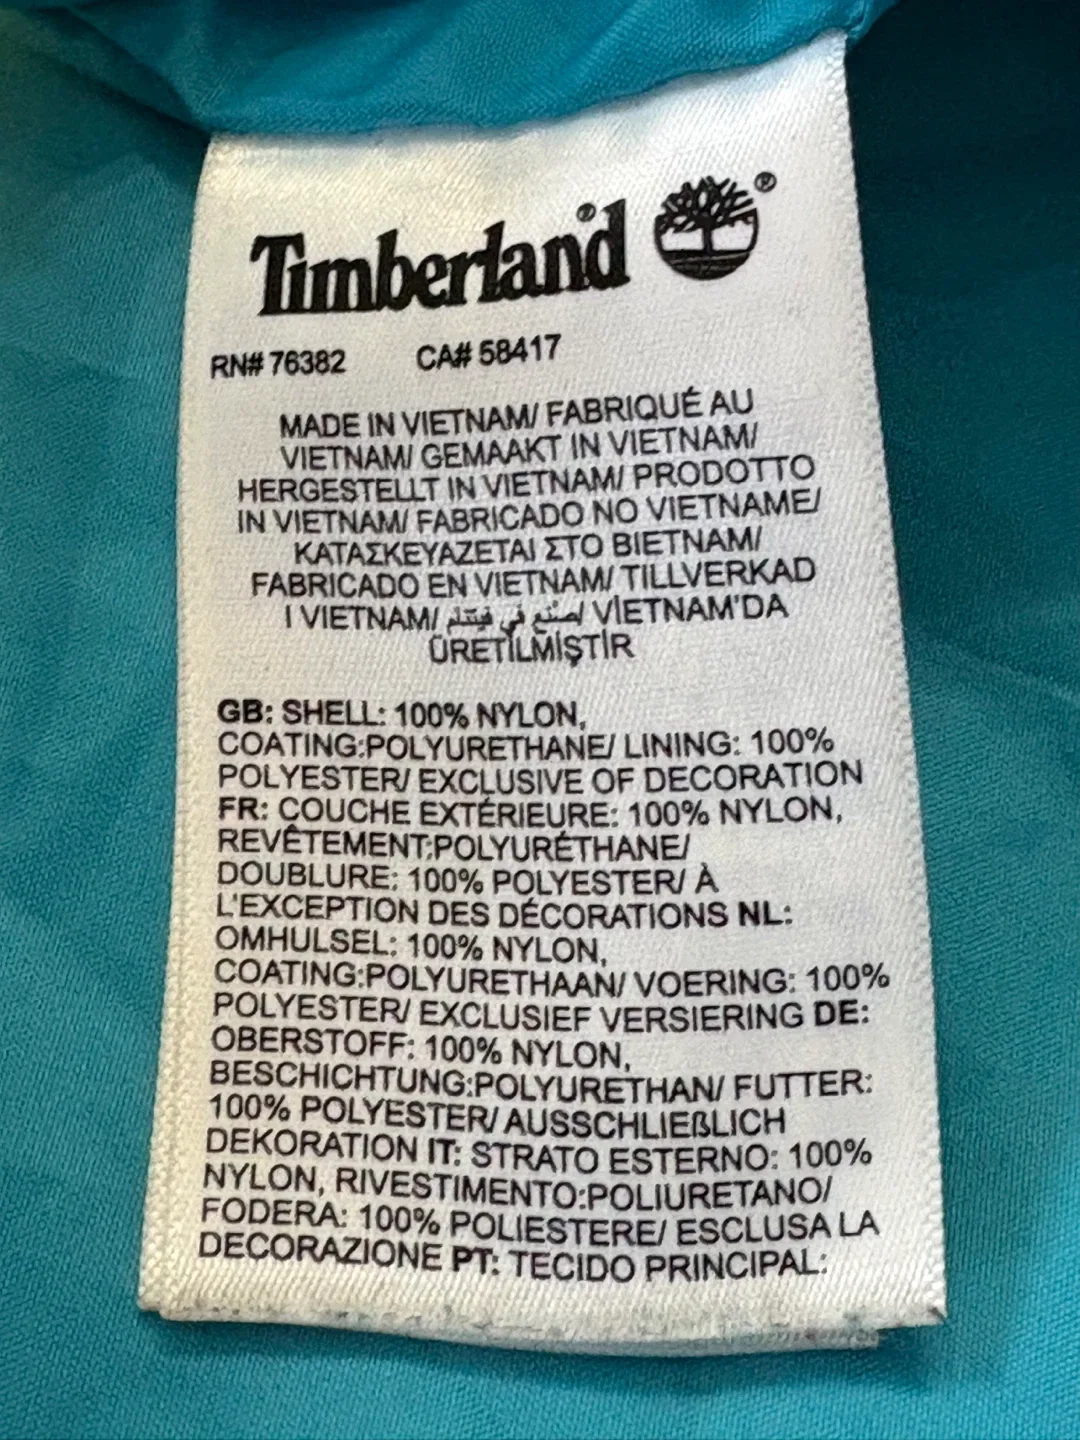 Timberland® ®
RN# 76382 CA# 58417
MADE IN VIETNAM/ FABRIQUÉ AU
VIETNAM/ GEMAAKT IN VIETNAM/
HERGESTELLT IN VIETNAM/ PRODOTTO
IN VIETNAM/ FABRICADO NO VIETNAME/
ΚΑΤΑΣΚΕΥΑΖΕΤΑΙ ΣΤΟ ΒΙΕΤΝΑΜ/
FABRICADO EN VIETNAM/ TILLVERKAD
I VIETNAM/ صنع في فيتنام/ VİETNAM'DA
ÜRETİLMİŞTİR
GB: SHELL: 100% NYLON,
COATING:POLYURETHANE/ LINING: 100%
POLYESTER/ EXCLUSIVE OF DECORATION
FR: COUCHE EXTÉRIEURE: 100% NYLON,
REVÊTEMENT:POLYURÉTHANE/
DOUBLURE: 100% POLYESTER/ À
L'EXCEPTION DES DÉCORATIONS NL:
OMHULSEL: 100% NYLON,
COATING:POLYURETHAAN/ VOERING: 100%
POLYESTER/ EXCLUSIEF VERSIERING DE:
OBERSTOFF: 100% NYLON,
BESCHICHTUNG:POLYURETHAN/ FUTTER:
100% POLYESTER/ AUSSCHLIEßLICH
DEKORATION IT: STRATO ESTERNO: 100%
NYLON, RIVESTIMENTO:POLIURETANO/
FODERA: 100% POLIESTERE/ ESCLUSA LA
DECORAZIONE PT: TECIDO PRINCIPAL: